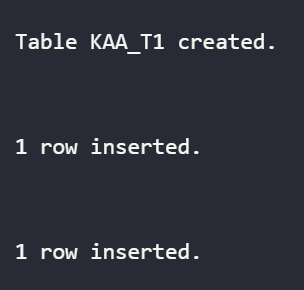 Table KAA_T1 created.
1 row inserted.
1 row inserted.